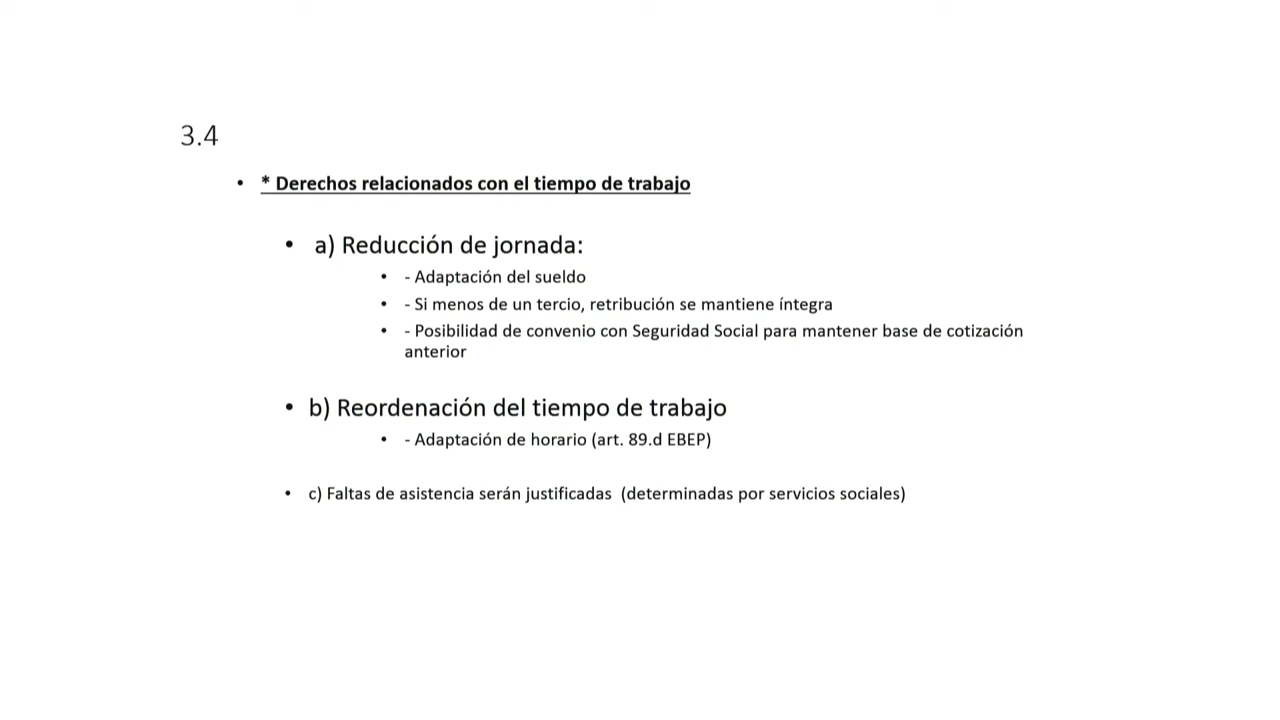 3.4
• * Derechos relacionados con el tiempo de trabajo
• a) Reducción de jornada:
• - Adaptación del sueldo
• - Si menos de un tercio, retribución se mantiene íntegra
• - Posibilidad de convenio con Seguridad Social para mantener base de cotización
anterior
• b) Reordenación del tiempo de trabajo
• - Adaptación de horario (art. 89.d EBEP)
• c) Faltas de asistencia serán justificadas (determinadas por servicios sociales)